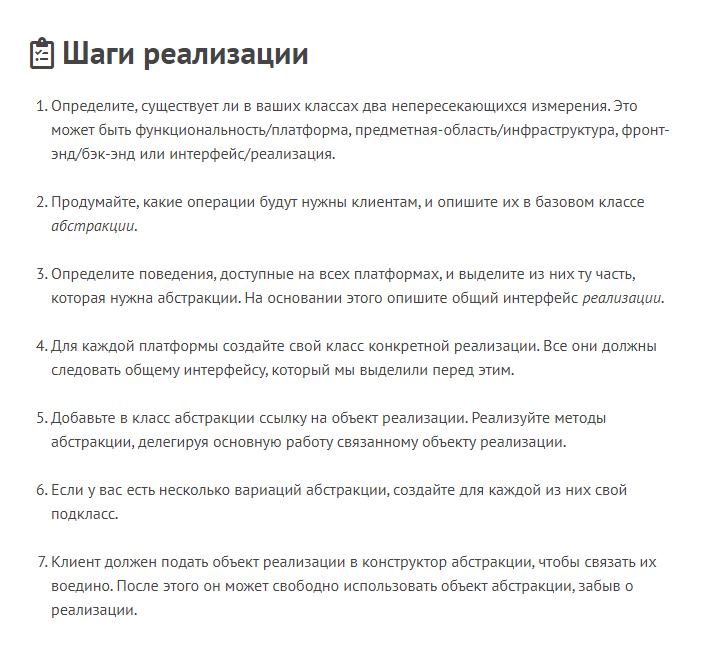 Шаги реализации
1. Определите, существует ли в ваших классах два непересекающихся измерения. Это
может быть функциональность/платформа, предметная-область/инфраструктура, фронт-
энд/бэк-энд или интерфейс/реализация.
2. Продумайте, какие операции будут нужны клиентам, и опишите их в базовом классе
абстракции.
3. Определите поведения, доступные на всех платформах, и выделите из них ту часть,
которая нужна абстракции. На основании этого опишите общий интерфейс реализации.
4. Для каждой платформы создайте свой класс конкретной реализации. Все они должны
следовать общему интерфейсу, который мы выделили перед этим.
5. Добавьте в класс абстракции ссылку на объект реализации. Реализуйте методы
абстракции, делегируя основную работу связанному объекту реализации.
6. Если у вас есть несколько вариаций абстракции, создайте для каждой из них свой
подкласс.
7. Клиент должен подать объект реализации в конструктор абстракции, чтобы связать их
воедино. После этого он может свободно использовать объект абстракции, забыв о
реализации.